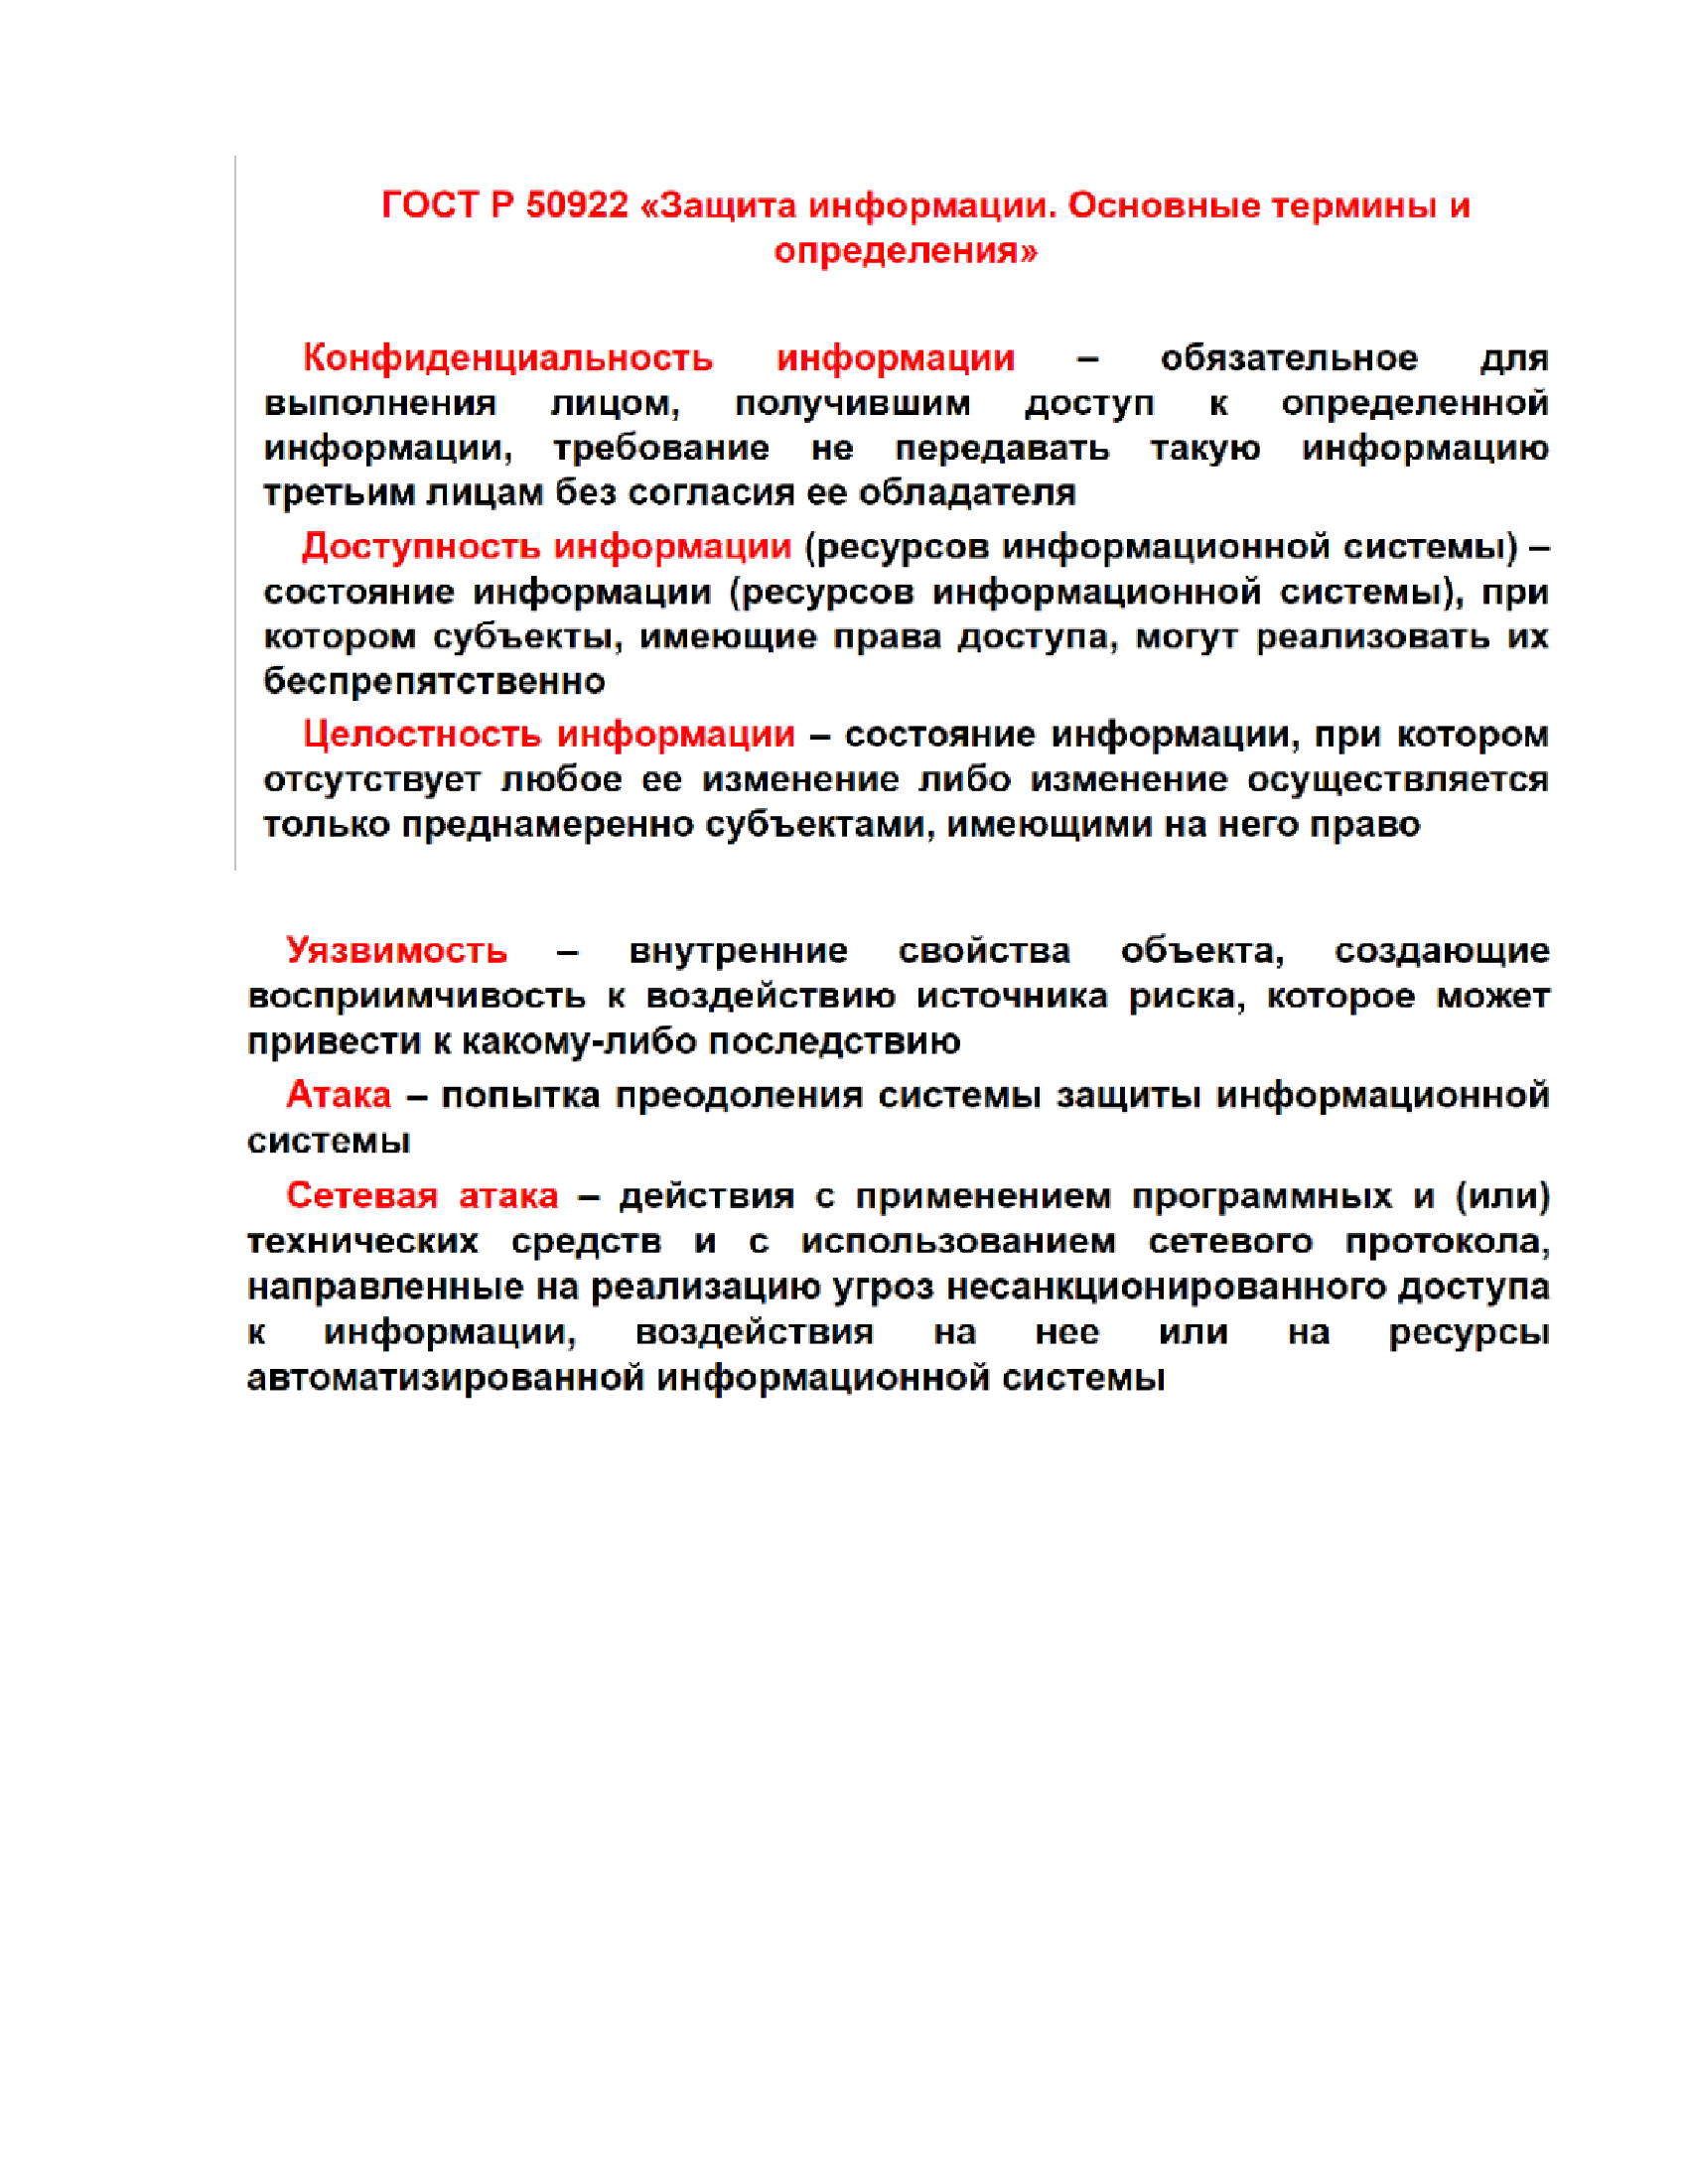 ГОСТ Р 50922 «Защита информации. Основные термины и
определения»
Конфиденциальность информации – обязательное для
выполнения лицом, получившим доступ к определенной
информации, требование не передавать такую информацию
третьим лицам без согласия ее обладателя
Доступность информации (ресурсов информационной системы) –
состояние информации (ресурсов информационной системы), при
котором субъекты, имеющие права доступа, могут реализовать их
беспрепятственно
Целостность информации – состояние информации, при котором
отсутствует любое ее изменение либо изменение осуществляется
только преднамеренно субъектами, имеющими на него право
Уязвимость – внутренние свойства объекта, создающие
восприимчивость к воздействию источника риска, которое может
привести к какому-либо последствию
Атака – попытка преодоления системы защиты информационной
системы
Сетевая атака – действия с применением программных и (или)
технических средств и с использованием сетевого протокола,
направленные на реализацию угроз несанкционированного доступа
к информации, воздействия на нее или на ресурсы
автоматизированной информационной системы